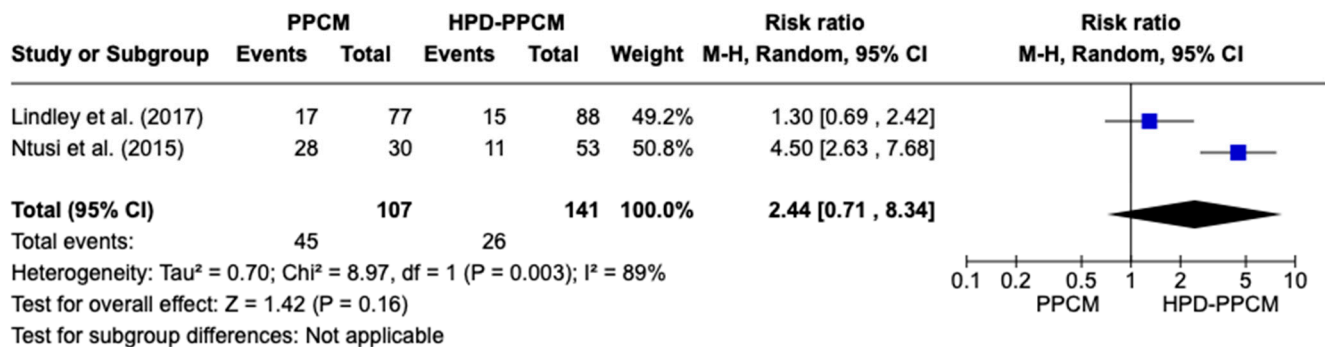 PPCM HPD-PPCM Risk ratio Risk ratio
Study or Subgroup Events Total Events Total Weight M-H, Random, 95% CI M-H, Random, 95% CI
Lindley et al. (2017) 17 77 15 88 49.2% 1.30 [0.69 , 2.42]
Ntusi et al. (2015) 28 30 11 53 50.8% 4.50 [2.63 , 7.68]
Total (95% CI) 107 141 100.0% 2.44 [0.71 , 8.34]
Total events: 45 26
Heterogeneity: Tau² = 0.70; Chi² = 8.97, df = 1 (P = 0.003); I² = 89%
0.1 0.2 0.5 1 2 5 10
Test for overall effect: Z = 1.42 (P = 0.16)
PPCM HPD-PPCM
Test for subgroup differences: Not applicable